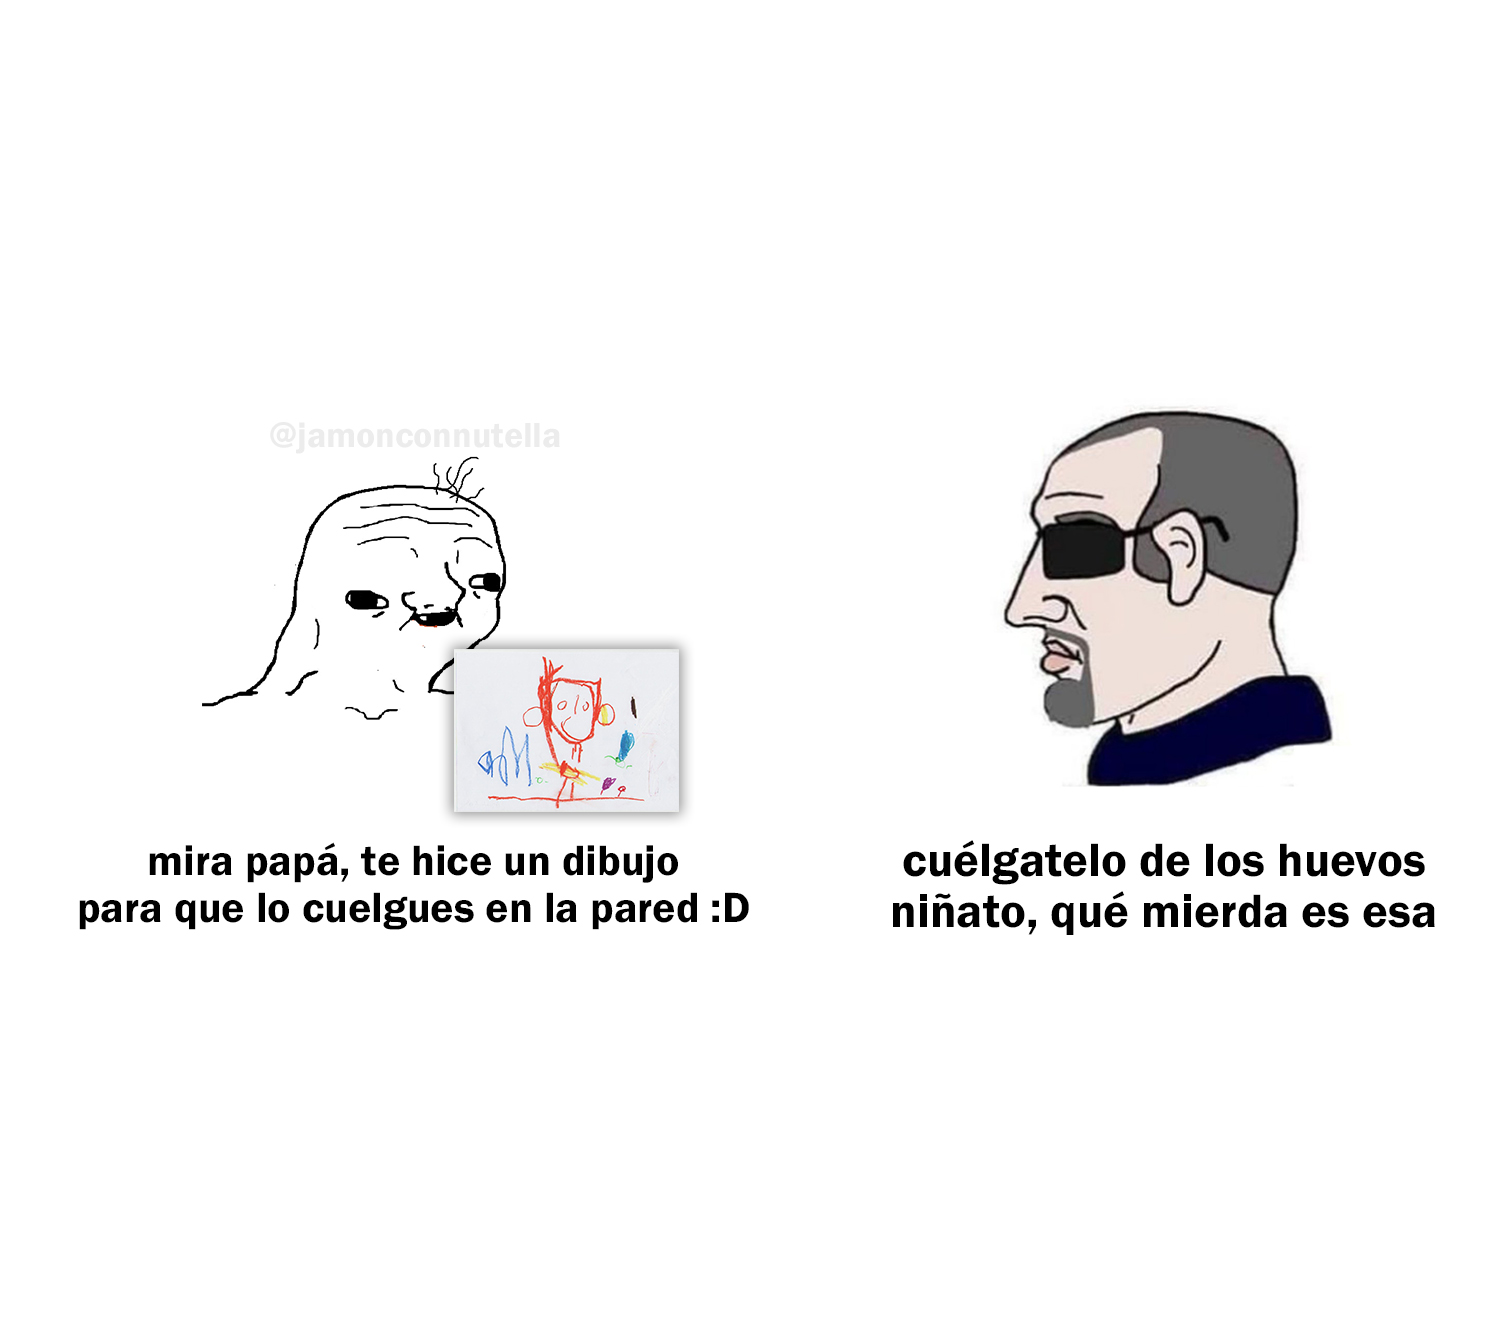 @jamonconnutella
mira papá, te hice un dibujo
para que lo cuelgues en la pared :D
cuélgatelo de los huevos
niñato, qué mierda es esa